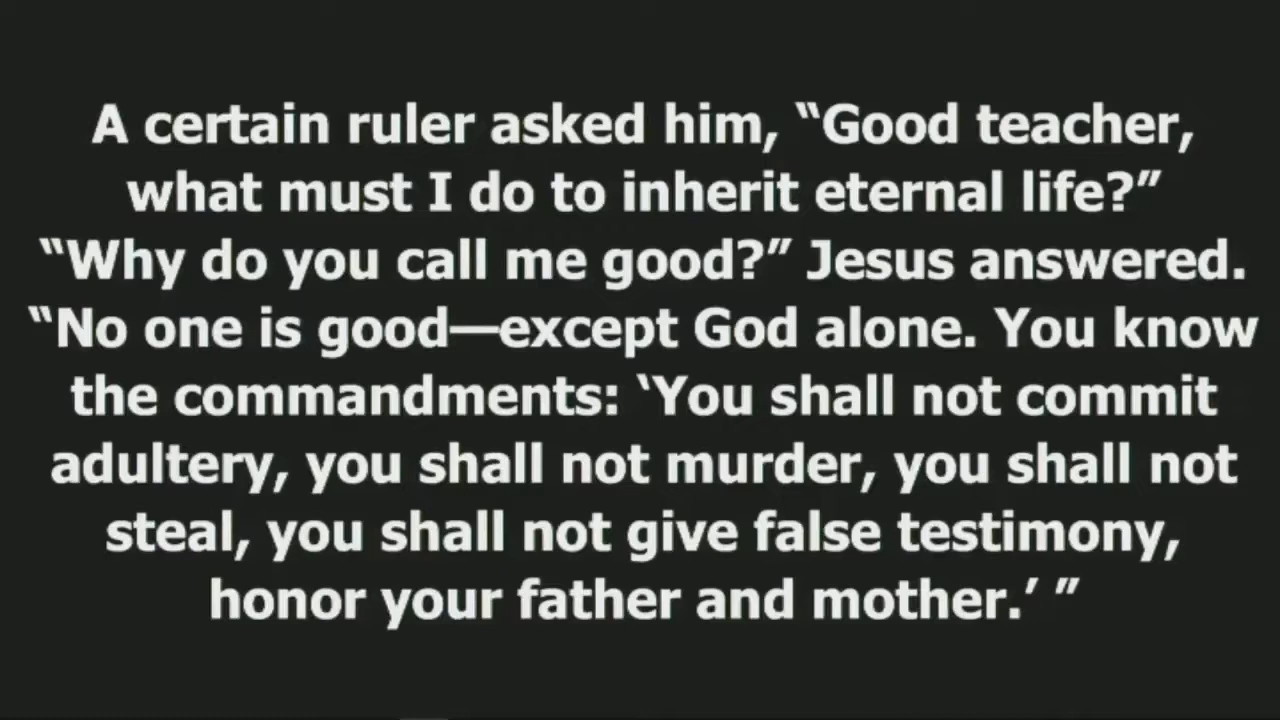 A certain ruler asked him, “Good teacher,
what must I do to inherit eternal life?”
“Why do you call me good?” Jesus answered.
“No one is good—except God alone. You know
the commandments: ‘You shall not commit
adultery, you shall not murder, you shall not
steal, you shall not give false testimony,
honor your father and mother.’ ”